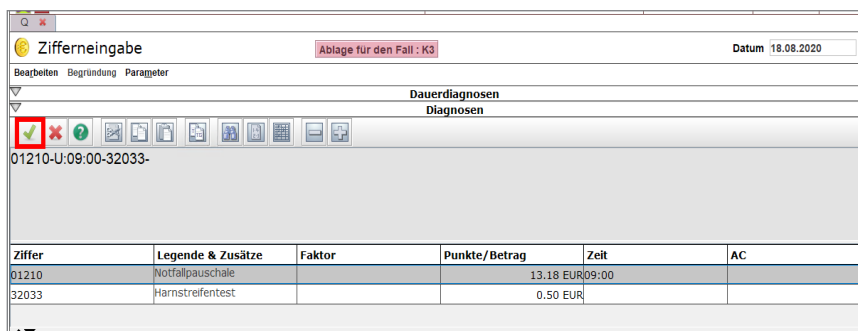 Q
Zifferneingabe Ablage für den Fall : K3 Datum 18.08.2020
Bearbeiten Begründung Parameter
Dauerdiagnosen
Diagnosen
01210-U:09:00-32033-
Ziffer Legende & Zusätze Faktor Punkte/Betrag Zeit AC
01210 Notfallpauschale 13.18 EUR 09:00
32033 Harnstreifentest 0.50 EUR